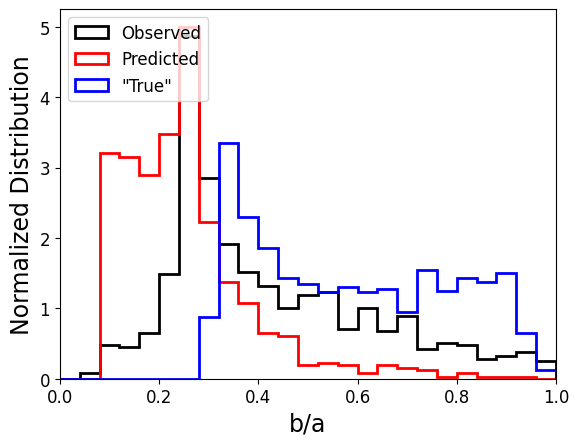 Observed
Predicted
"True"
Normalized Distribution
5
4
3
2
1
0
0.0 0.2 0.4 0.6 0.8 1.0
b/a